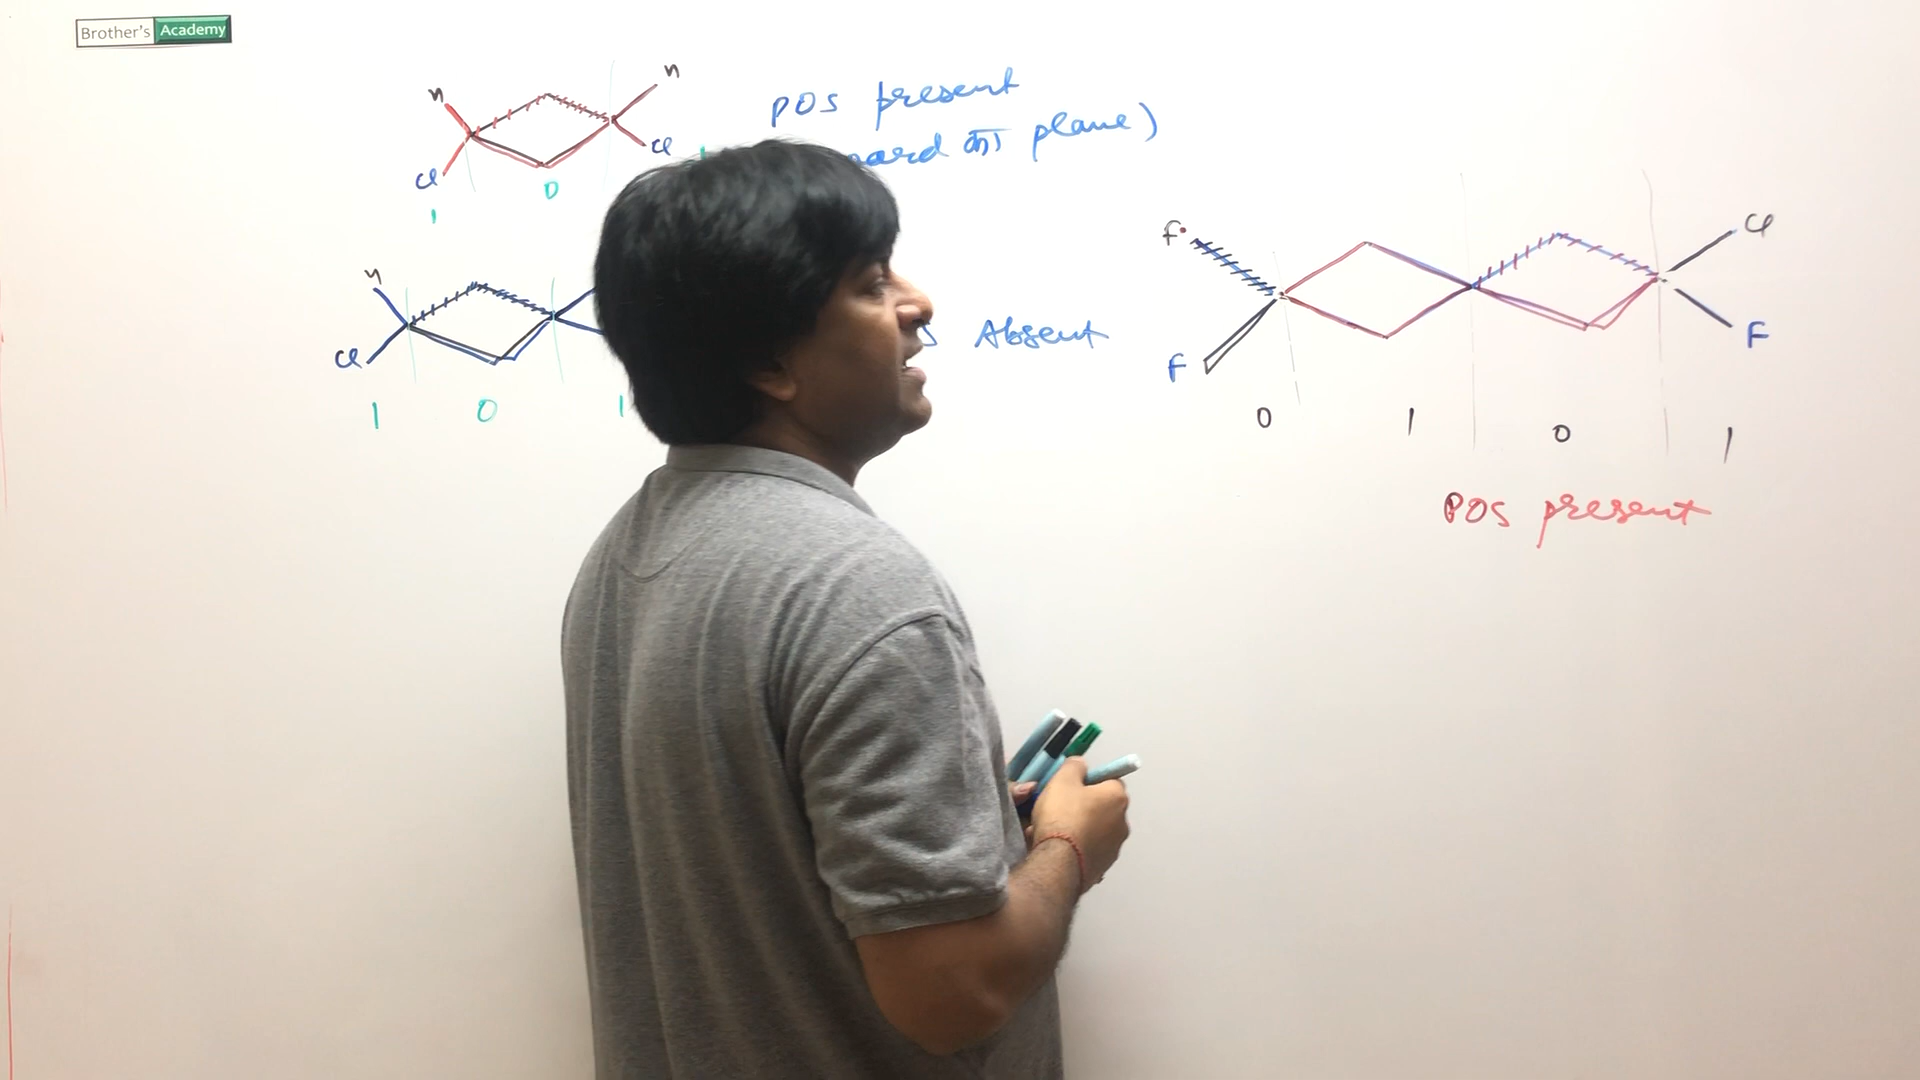 Brother's Academy
H
H
POS present
Cl
Cl
plane)
1
0
H
Cl
Absent
1
0
1
F
Cl
F
F
0
1
0
1
POS present